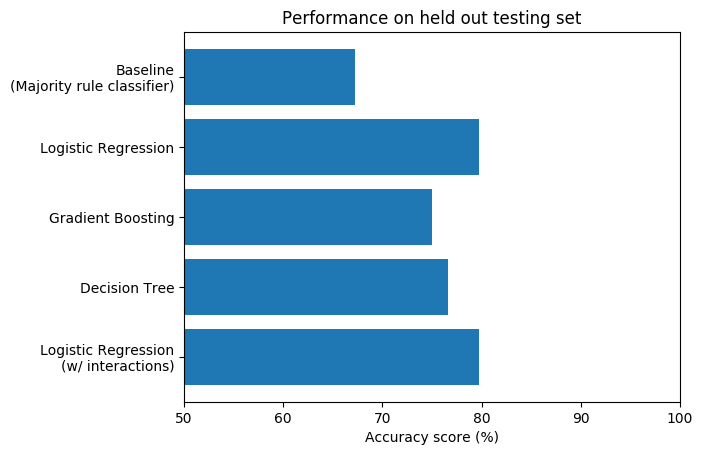 Performance on held out testing set
Baseline
(Majority rule classifier)
Logistic Regression
Gradient Boosting
Decision Tree
Logistic Regression
(w/ interactions)
50 60 70 80 90 100
Accuracy score (%)